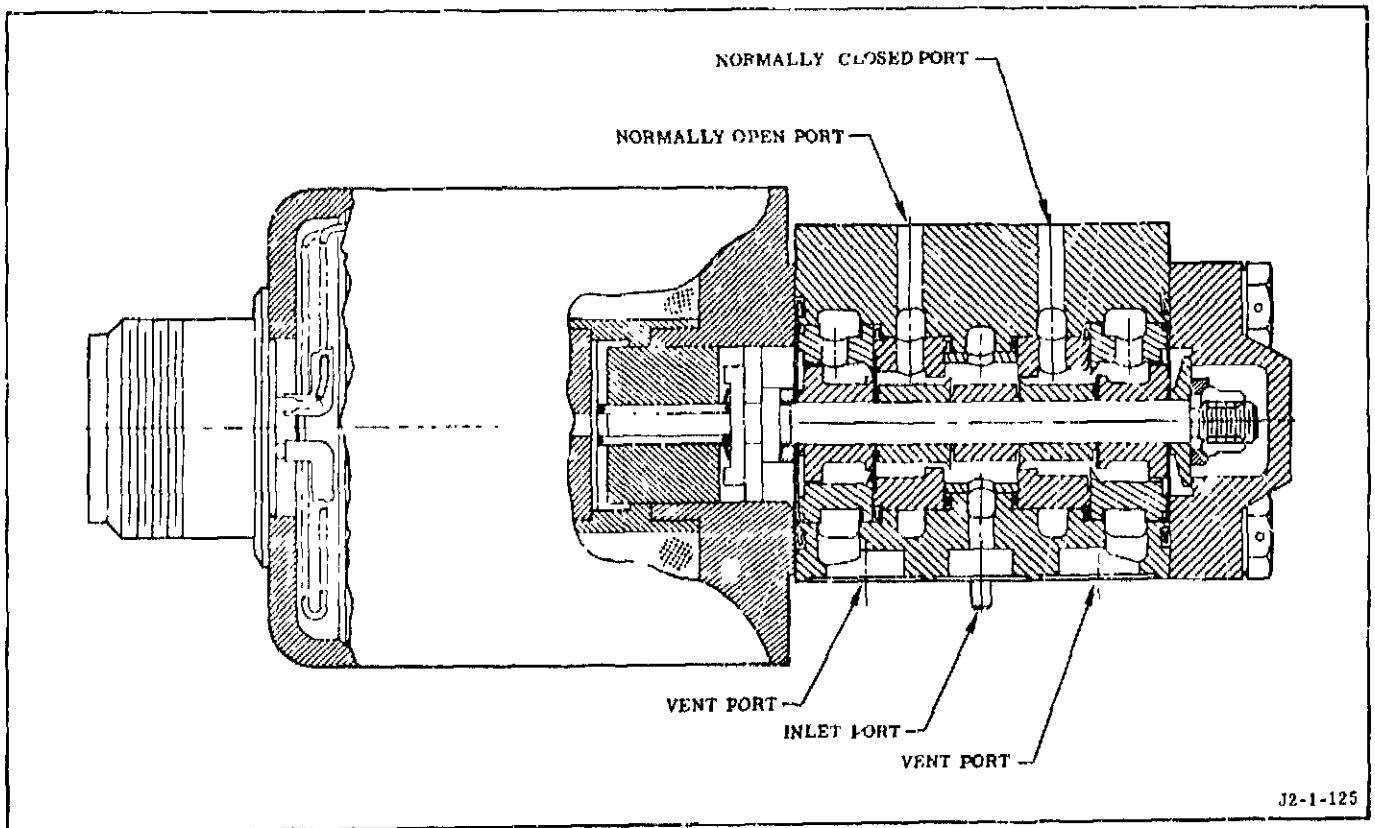 NORMALLY CLOSED PORT
NORMALLY OPEN PORT
VENT PORT
INLET PORT
VENT PORT
J2-1-125